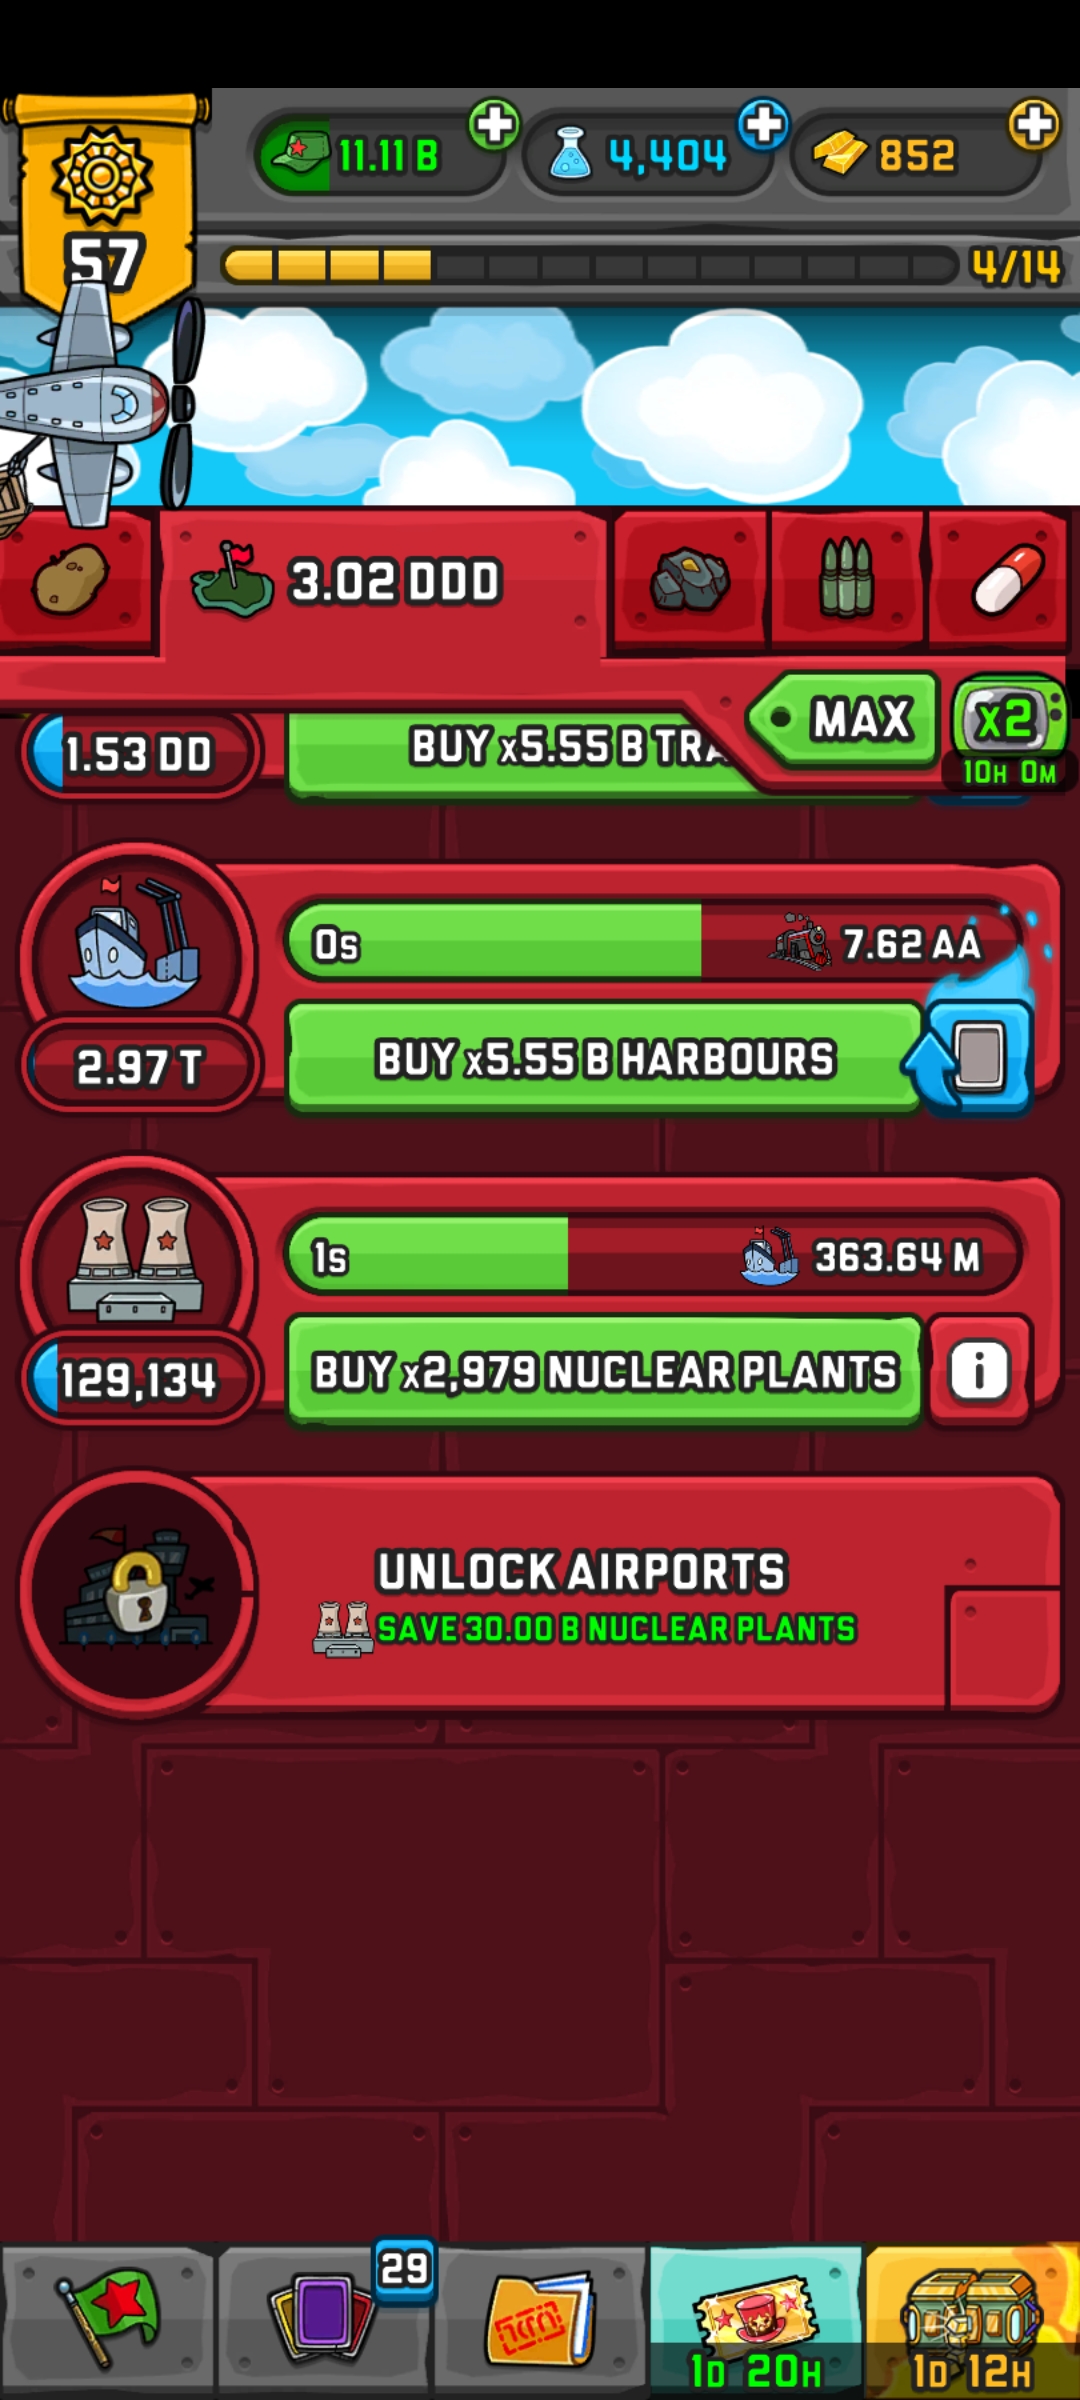 11.11 B
4,404
852
57
4/14
3.02 DDD
MAX
x2
10H 0M
1.53 DD
BUY x5.55 B
0s
7.62 AA
2.97 T
BUY x5.55 B HARBOURS
1s
363.64 M
129,134
BUY x2,979 NUCLEAR PLANTS
i
UNLOCK AIRPORTS
SAVE 30.00 B NUCLEAR PLANTS
29
1D 20H
1D 12H